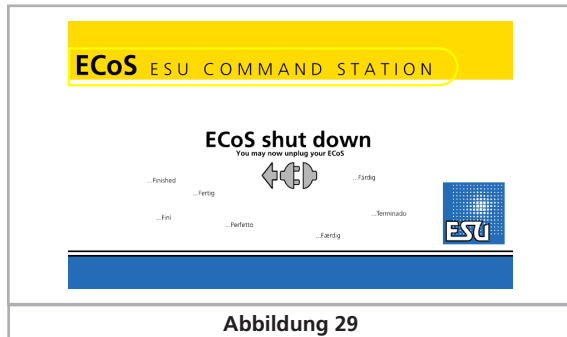 ECoS ESU COMMAND STATION
ECoS shut down
You may now unplug your ECoS
...Finished
...Färdig
...Fertig
...Fini
...Terminado
...Perfetto
...Færdig
ESU
Abbildung 29